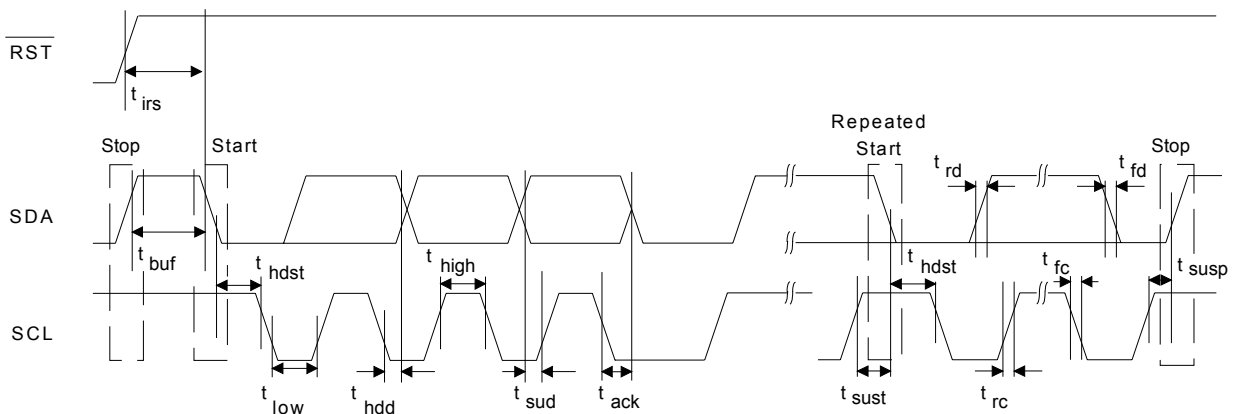 RST
t irs
Repeated
Stop Start Start Stop
t rd t fd
SDA
t buf t hdst t high t hdst t fc t susp
SCL
t low t hdd t sud t ack t sust t rc